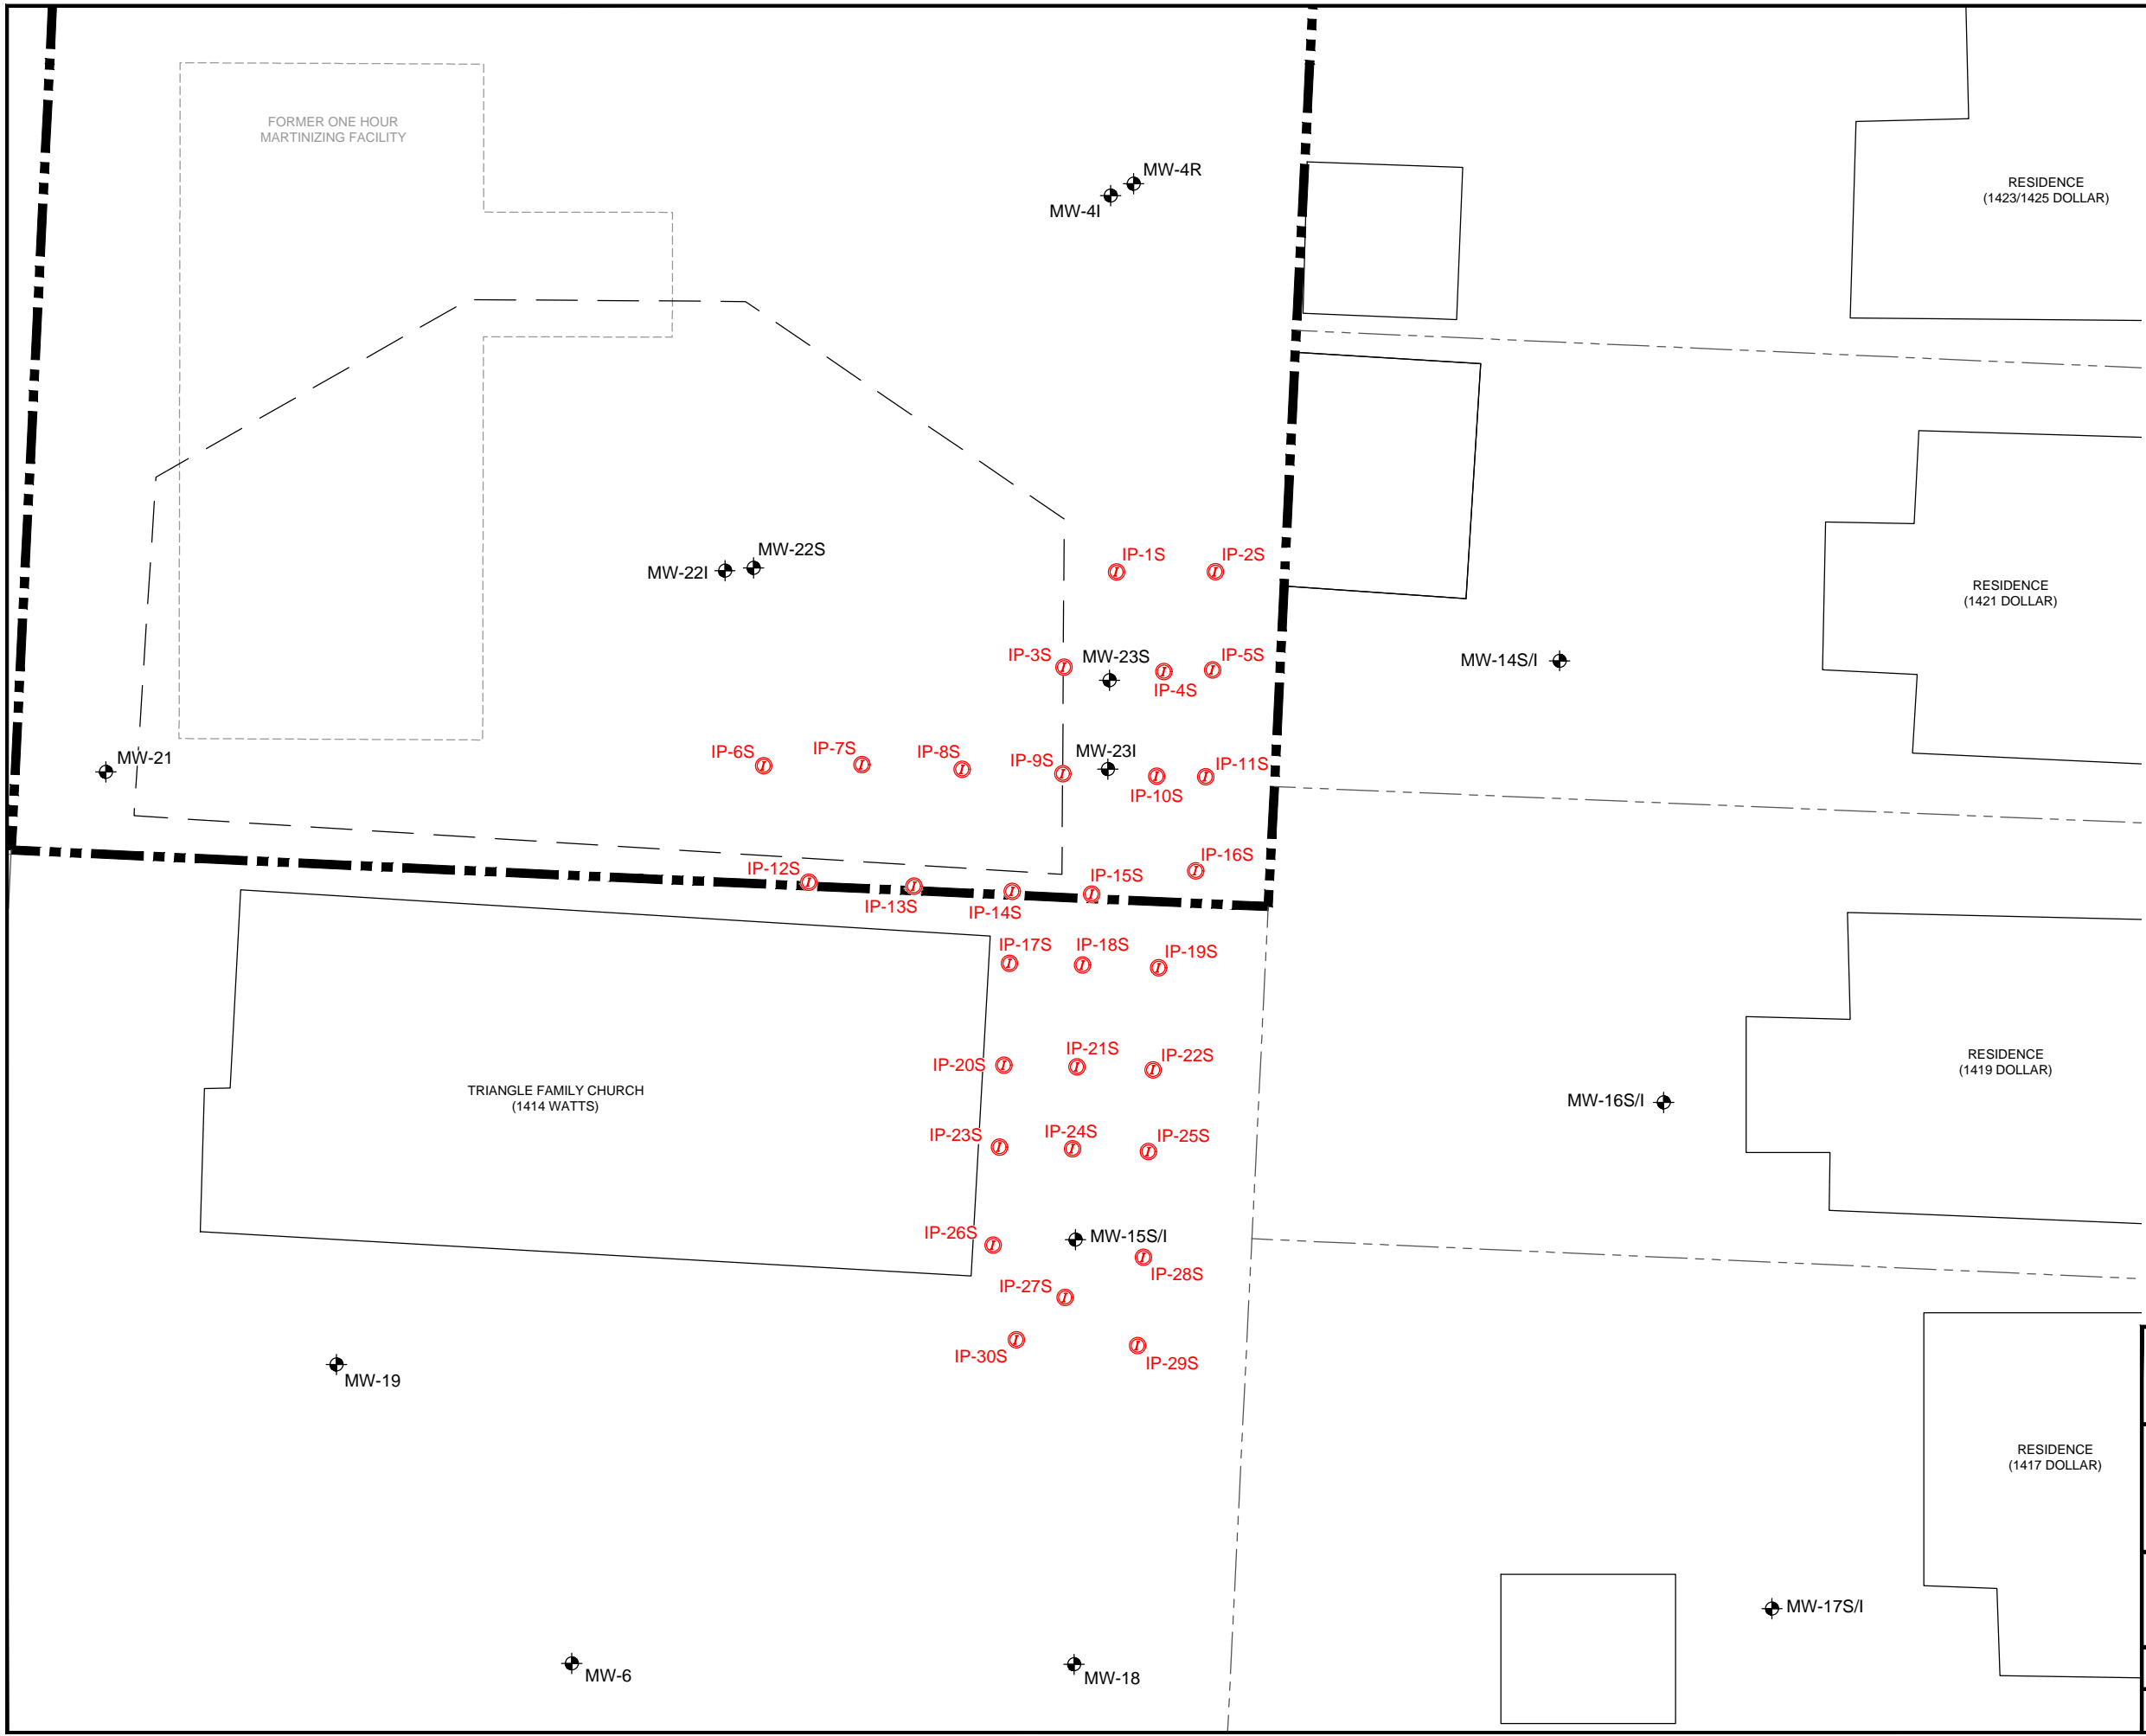 FORMER ONE HOUR
MARTINIZING FACILITY
MW-4R
MW-4I
RESIDENCE
(1423/1425 DOLLAR)
MW-22S
MW-22I
IP-1S
IP-2S
RESIDENCE
(1421 DOLLAR)
IP-3S
MW-23S
IP-5S
IP-4S
MW-14S/I
MW-21
IP-6S
IP-7S
IP-8S
IP-9S
MW-23I
IP-11S
IP-10S
IP-12S
IP-13S
IP-14S
IP-15S
IP-16S
IP-17S
IP-18S
IP-19S
IP-20S
IP-21S
IP-22S
RESIDENCE
(1419 DOLLAR)
TRIANGLE FAMILY CHURCH
(1414 WATTS)
MW-16S/I
IP-23S
IP-24S
IP-25S
IP-26S
MW-15S/I
IP-28S
IP-27S
IP-30S
IP-29S
MW-19
RESIDENCE
(1417 DOLLAR)
MW-17S/I
MW-6
MW-18